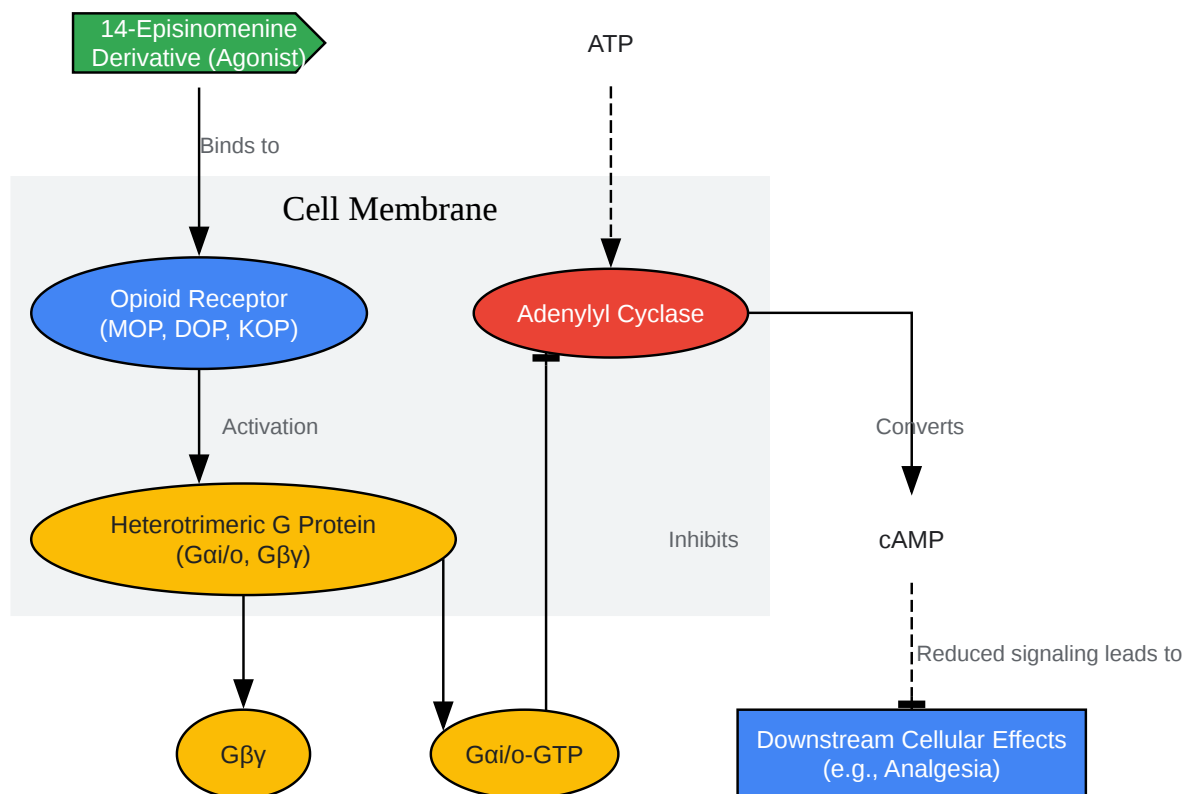 14-Episinomenine
Derivative (Agonist)
ATP
Binds to
Cell Membrane
Opioid Receptor
(MOP, DOP, KOP)
Adenylyl Cyclase
Activation
Converts
Heterotrimeric G Protein
(Gαi/o, Gβγ)
Inhibits
cAMP
Reduced signaling leads to
Gβγ
Gαi/o-GTP
Downstream Cellular Effects
(e.g., Analgesia)